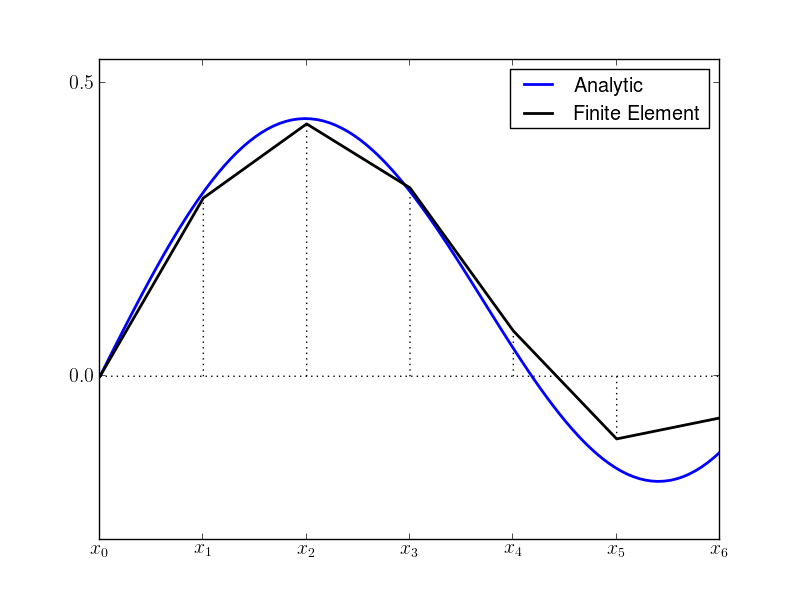 0.5
Analytic
Finite Element
0.0
x₀ x₁ x₂ x₃ x₄ x₅ x₆